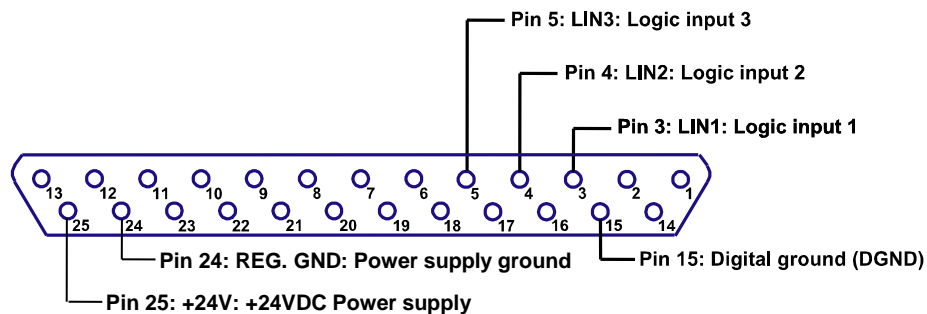 Pin 5: LIN3: Logic input 3
Pin 4: LIN2: Logic input 2
Pin 3: LIN1: Logic input 1
13 12 11 10 9 8 7 6 5 4 3 2 1
25 24 23 22 21 20 19 18 17 16 15 14
Pin 24: REG. GND: Power supply ground
Pin 15: Digital ground (DGND)
Pin 25: +24V: +24VDC Power supply